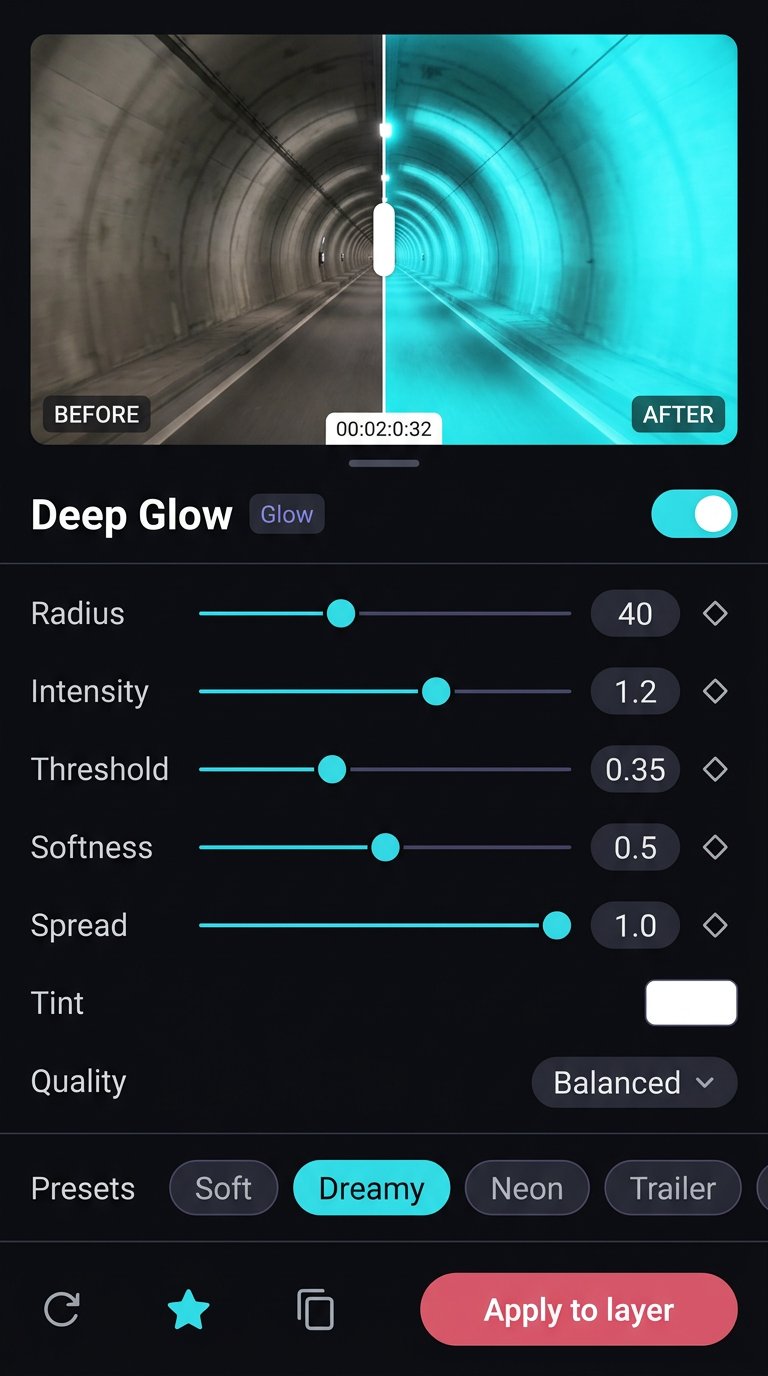 BEFORE
AFTER
00:02:0:32
Deep Glow
Glow
Radius
40
Intensity
1.2
Threshold
0.35
Softness
0.5
Spread
1.0
Tint
Quality
Balanced
Presets
Soft
Dreamy
Neon
Trailer
Apply to layer